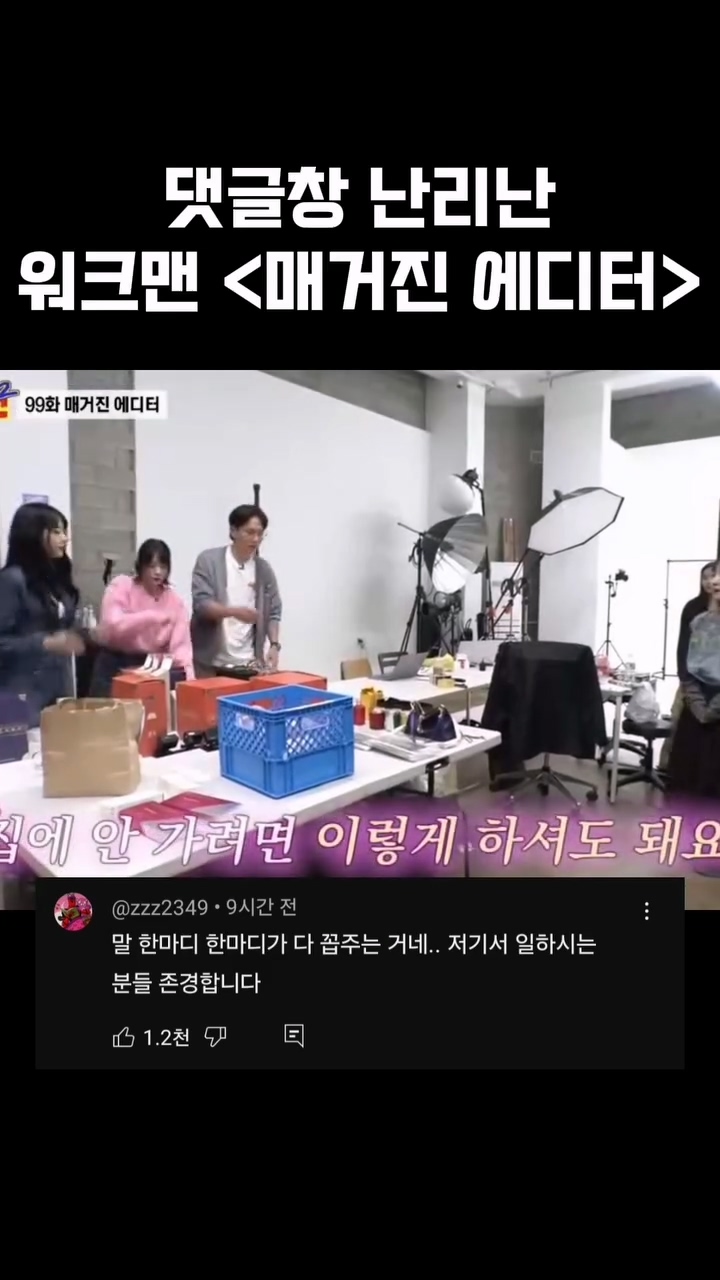 댓글창 난리난
워크맨 <매거진 에디터>
99화 매거진 에디터
집에 안 가려면 이렇게 하셔도 돼요
@zzz2349 • 9시간 전
말 한마디 한마디가 다 꼽주는 거네.. 저기서 일하시는
분들 존경합니다
1.2천